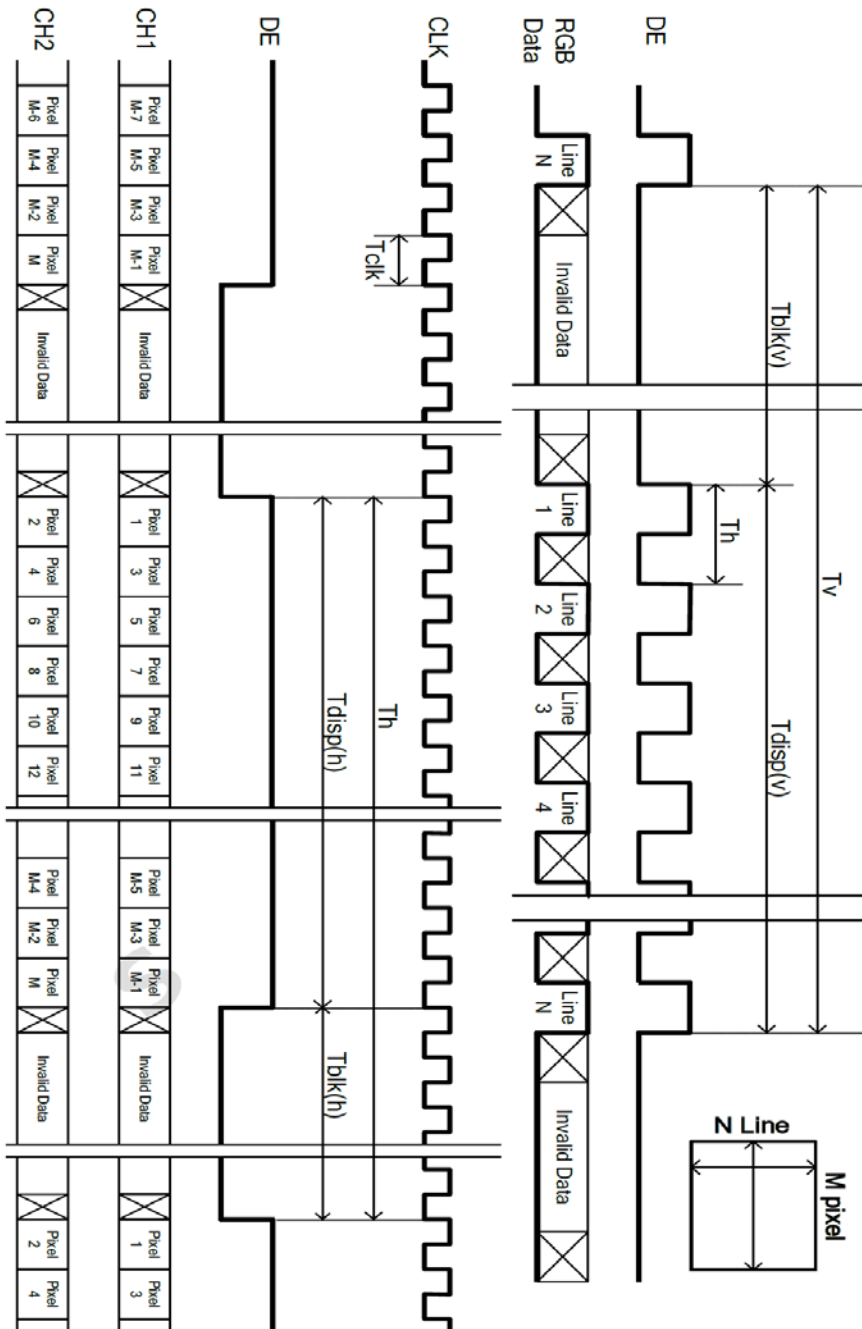 Tv
M pixel
N Line
Tblk(v) Tdisp(v)
Th
DE
RGB
Data
Line
N
Invalid Data
Line
1
Line
2
Line
3
Line
4
Line
N
Invalid Data
CLK
Tclk
Th
Tdisp(h) Tblk(h)
DE
CH1
Pixel
M-7
Pixel
M-5
Pixel
M-3
Pixel
M-1
Invalid Data
Pixel
1
Pixel
3
Pixel
5
Pixel
7
Pixel
9
Pixel
11
Pixel
M-5
Pixel
M-3
Pixel
M-1
Invalid Data
Pixel
1
Pixel
3
CH2
Pixel
M-6
Pixel
M-4
Pixel
M-2
Pixel
M
Invalid Data
Pixel
2
Pixel
4
Pixel
6
Pixel
8
Pixel
10
Pixel
12
Pixel
M-4
Pixel
M-2
Pixel
M
Invalid Data
Pixel
2
Pixel
4